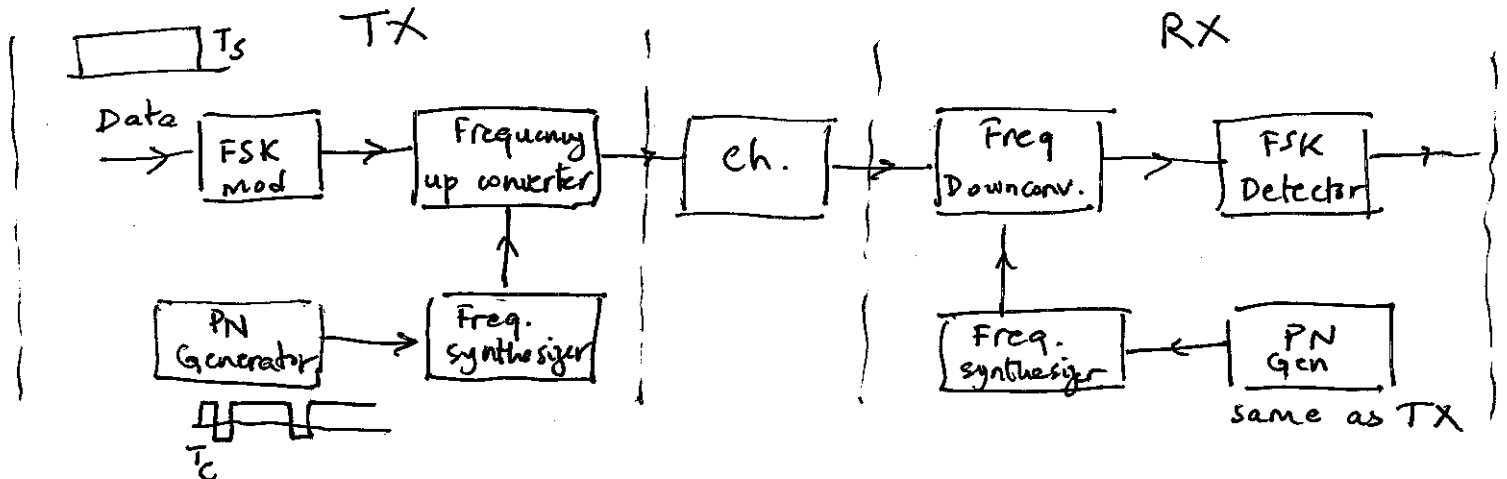 TX
RX
Ts
Data
FSK
mod
Frequency
up converter
ch.
Freq
Downconv.
FSK
Detector
PN
Generator
Freq.
synthesizer
Freq.
synthesizer
PN
Gen
same as TX
Tc